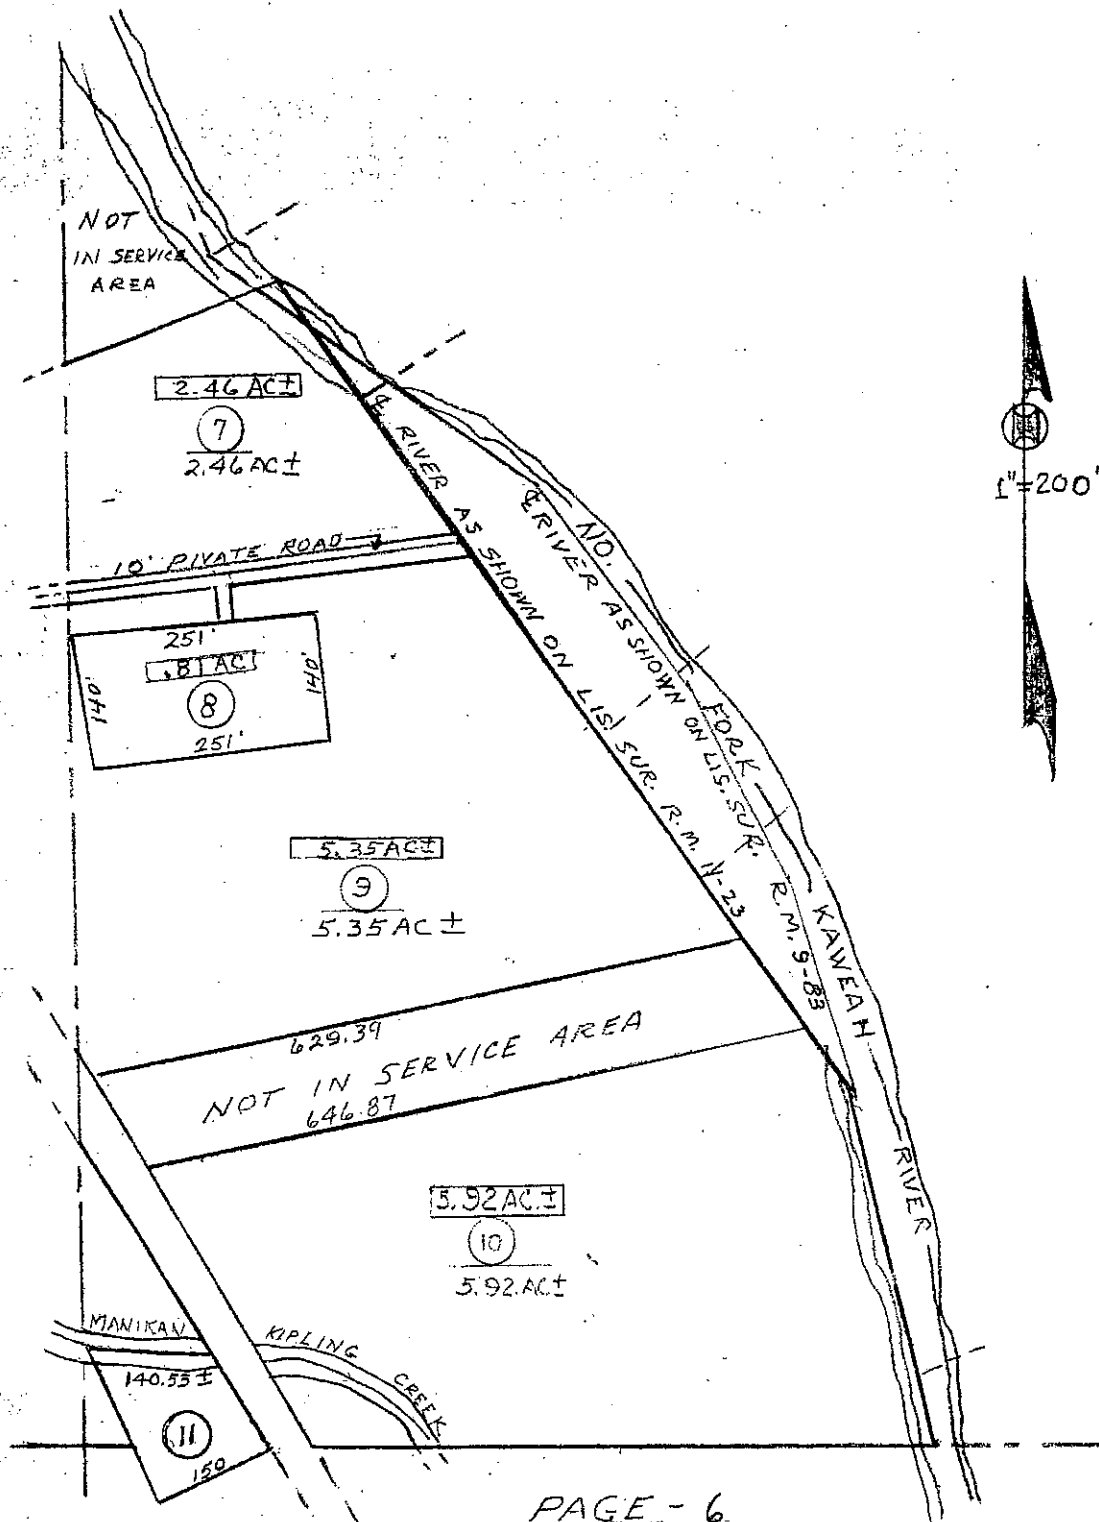 NOT
IN SERVICE
AREA
2.46 AC±
7
2.46 AC±
1"=200'
℄ RIVER AS SHOWN ON LIS. SUR. R.M. 11-23
℄ RIVER AS SHOWN ON LIS. SUR. R.M. 9-83
NO. FORK KAWEAH RIVER
10' PIVATE ROAD
251'
.81 AC
140'
8
140'
251'
5.35 AC±
9
5.35 AC ±
629.39
NOT IN SERVICE AREA
646.87
5.92 AC.±
10
5.92 AC±
MANIKAN
KIPLING
CREEK
140.55 ±
11
150
PAGE - 6